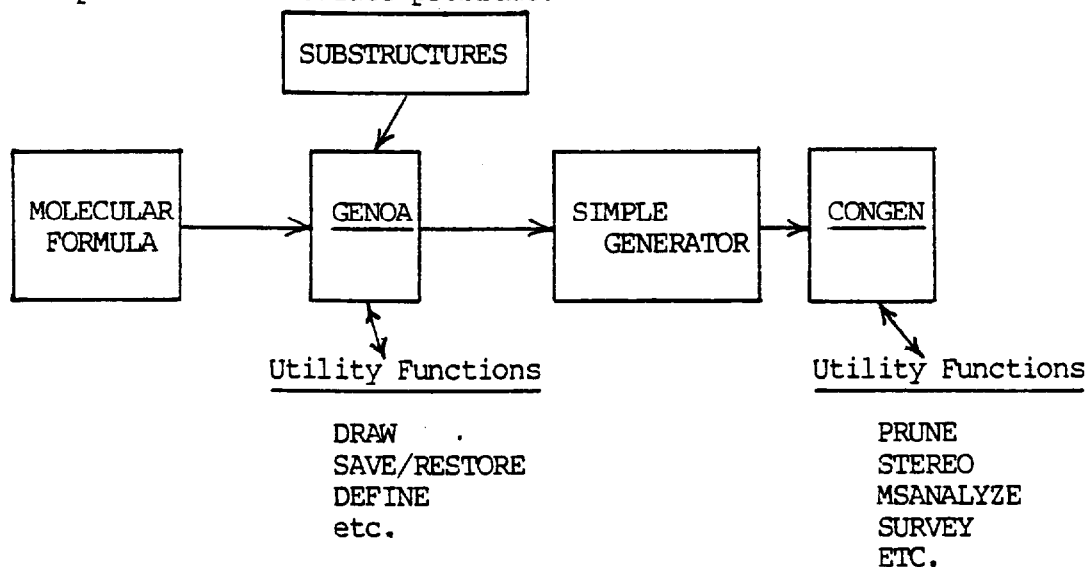 SUBSTRUCTURES
MOLECULAR
FORMULA
GENOA
SIMPLE
GENERATOR
CONGEN
Utility Functions
DRAW
SAVE/RESTORE
DEFINE
etc.
Utility Functions
PRUNE
STEREO
MSANALYZE
SURVEY
ETC.